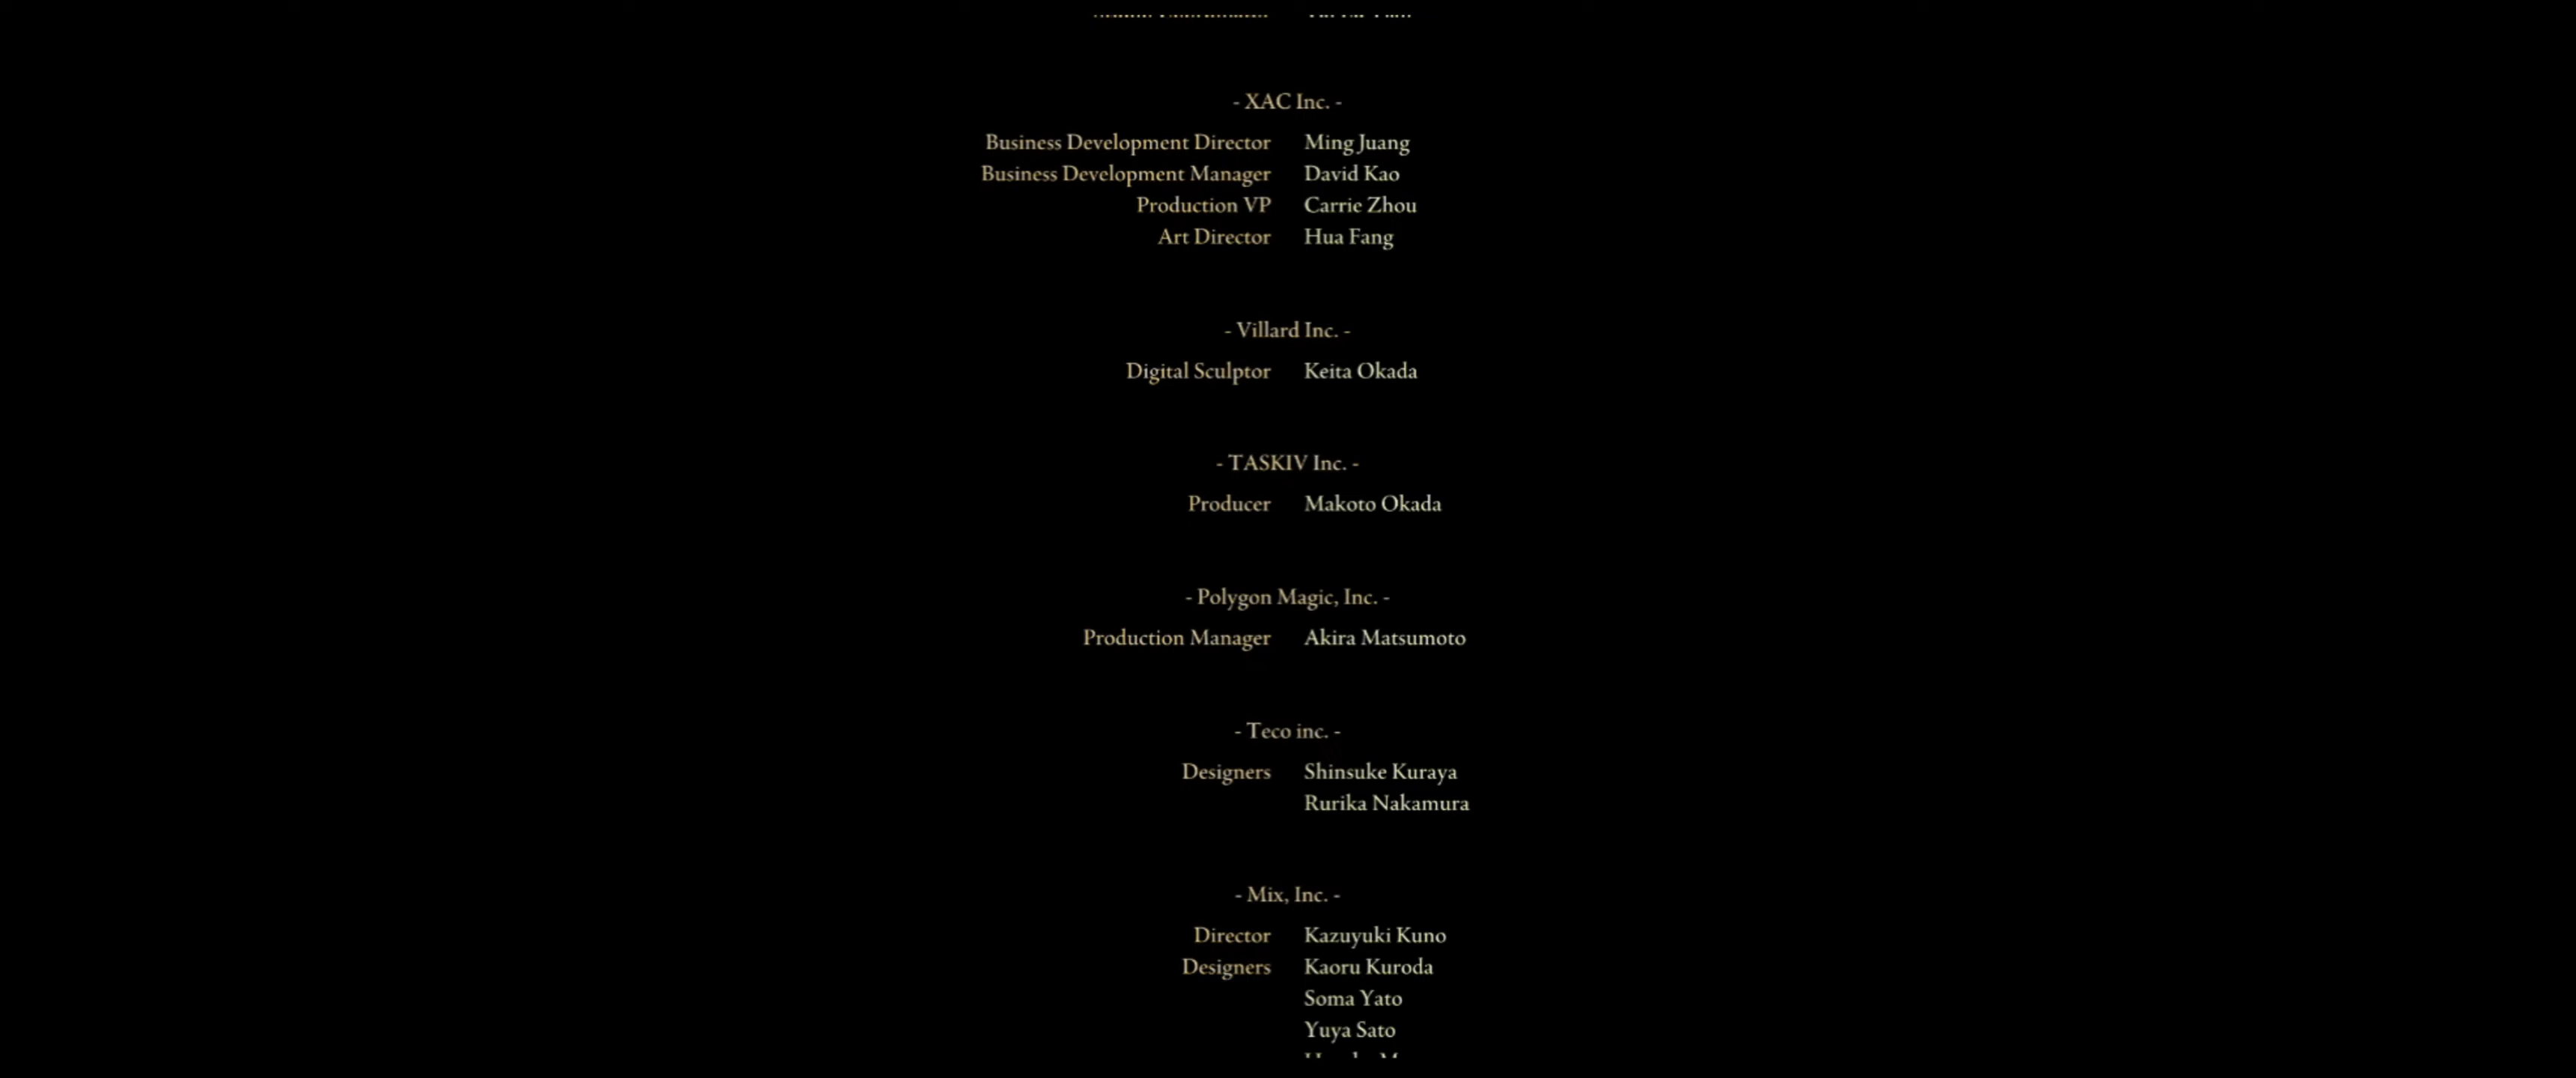 - XAC Inc. -
Business Development Director Ming Juang
Business Development Manager David Kao
Production VP Carrie Zhou
Art Director Hua Fang
- Villard Inc. -
Digital Sculptor Keita Okada
- TASKIV Inc. -
Producer Makoto Okada
- Polygon Magic, Inc. -
Production Manager Akira Matsumoto
- Teco inc. -
Designers Shinsuke Kuraya
Rurika Nakamura
- Mix, Inc. -
Director Kazuyuki Kuno
Designers Kaoru Kuroda
Soma Yato
Yuya Sato